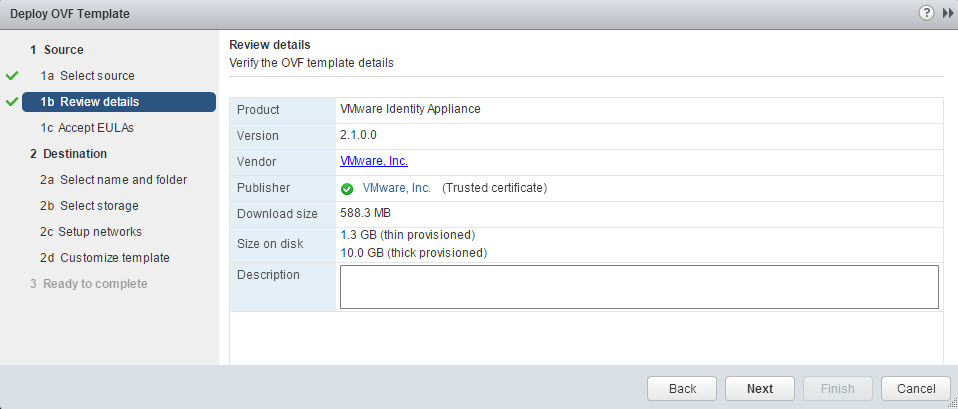 Deploy OVF Template
1 Source
1a Select source
1b Review details
1c Accept EULAs
2 Destination
2a Select name and folder
2b Select storage
2c Setup networks
2d Customize template
3 Ready to complete
Review details
Verify the OVF template details
Product VMware Identity Appliance
Version 2.1.0.0
Vendor VMware, Inc.
Publisher VMware, Inc. (Trusted certificate)
Download size 588.3 MB
Size on disk 1.3 GB (thin provisioned)
10.0 GB (thick provisioned)
Description
Back Next Finish Cancel